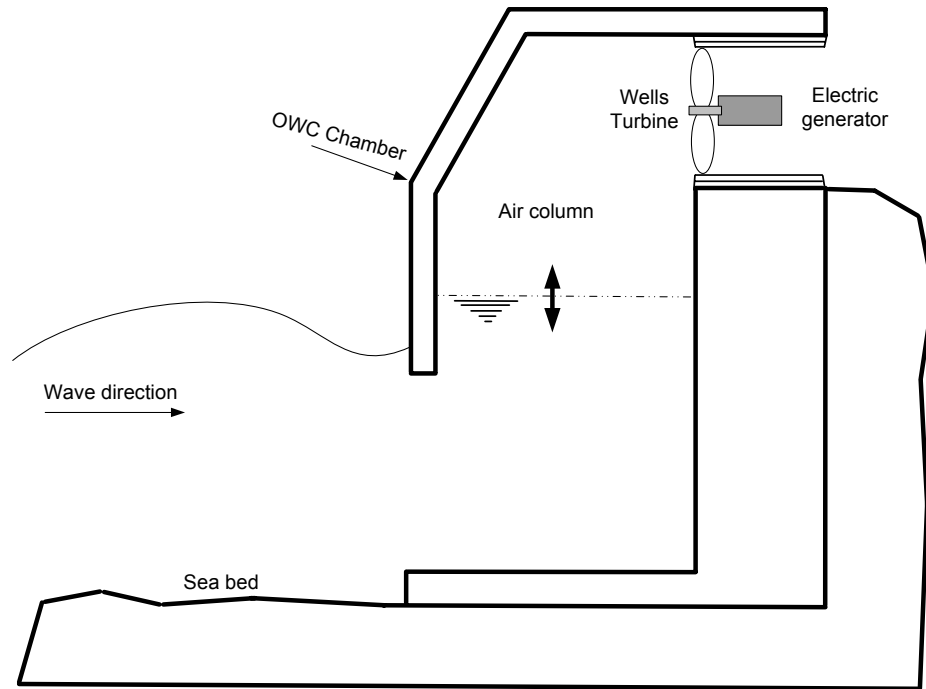 Wells
Turbine
Electric
generator
OWC Chamber
Air column
Wave direction
Sea bed